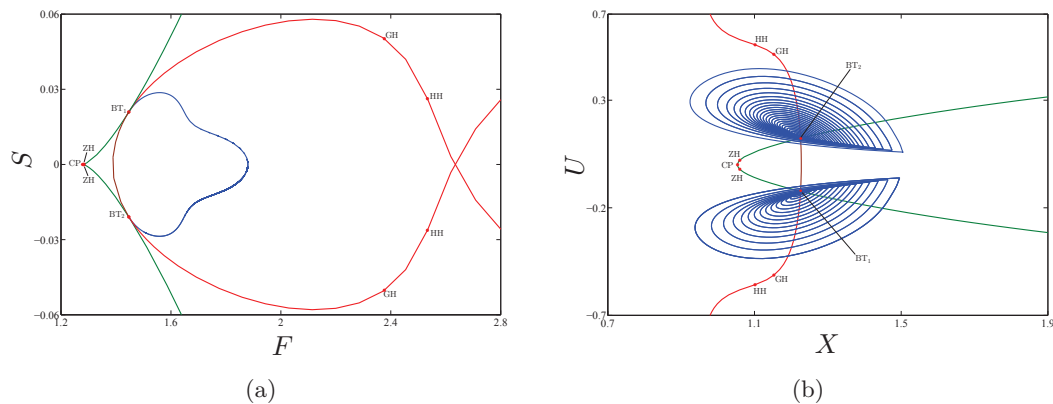 0.06
0.03
0
−0.03
−0.06
S
1.2
1.6
2
2.4
2.8
F
GH
HH
BT₁
ZH
CP
ZH
BT₂
HH
GH
(a)
0.7
0.3
−0.2
−0.7
U
0.7
1.1
1.5
1.9
X
HH
GH
BT₂
ZH
CP
ZH
BT₁
GH
HH
(b)